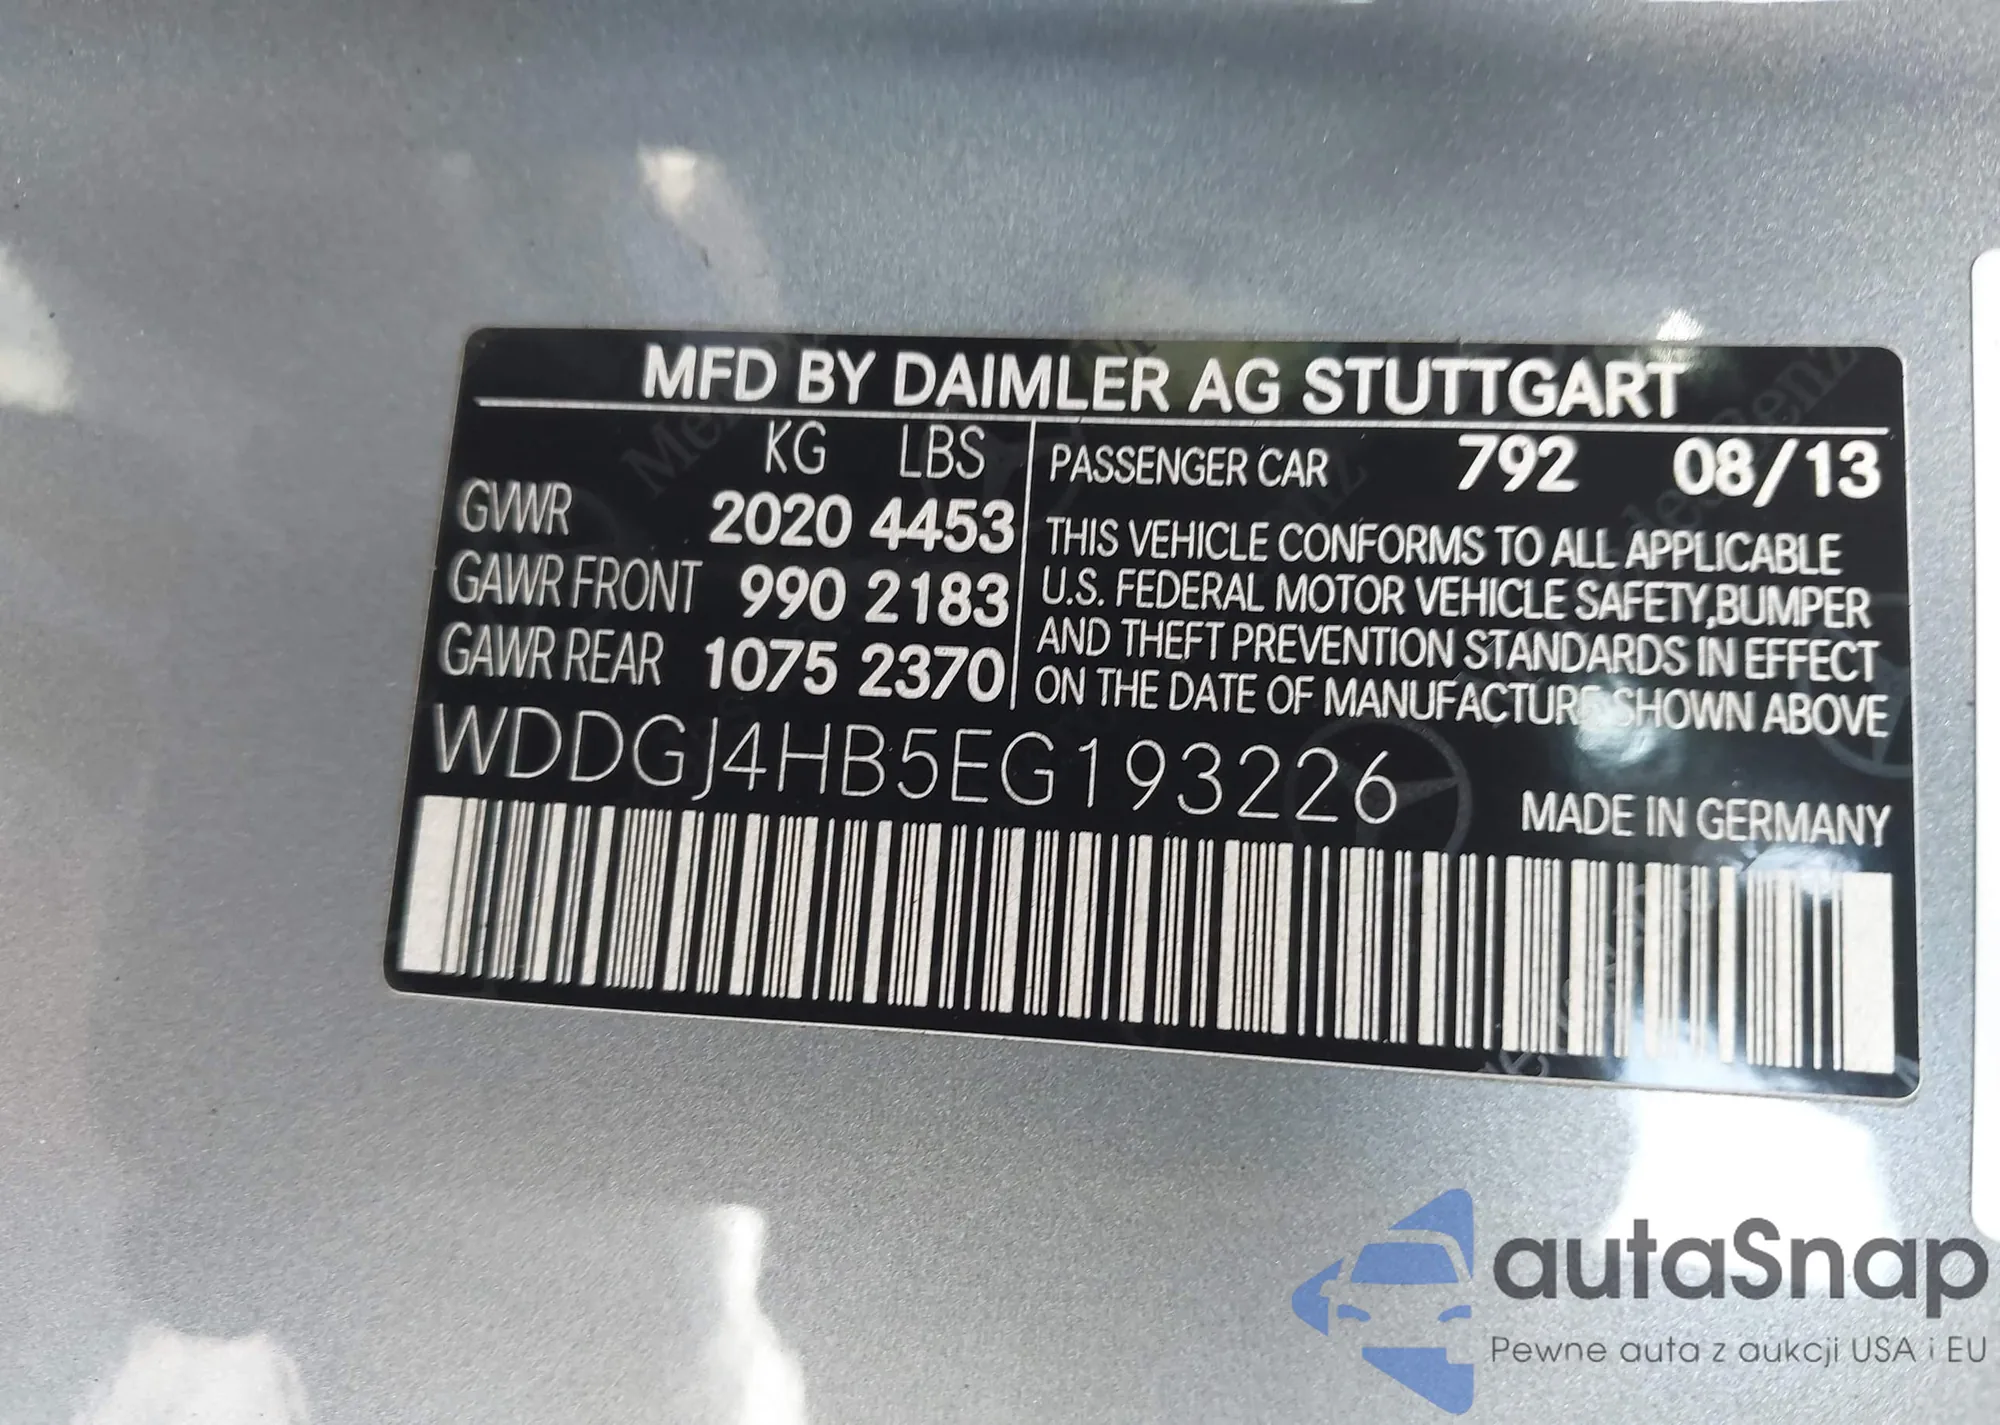 MFD BY DAIMLER AG STUTTGART
KG LBS
GVWR 2020 4453
GAWR FRONT 990 2183
GAWR REAR 1075 2370
PASSENGER CAR 792 08/13
THIS VEHICLE CONFORMS TO ALL APPLICABLE
U.S. FEDERAL MOTOR VEHICLE SAFETY,BUMPER
AND THEFT PREVENTION STANDARDS IN EFFECT
ON THE DATE OF MANUFACTURE SHOWN ABOVE
WDDGJ4HB5EG193226
MADE IN GERMANY
autaSnap
Pewne auta z aukcji USA i EU